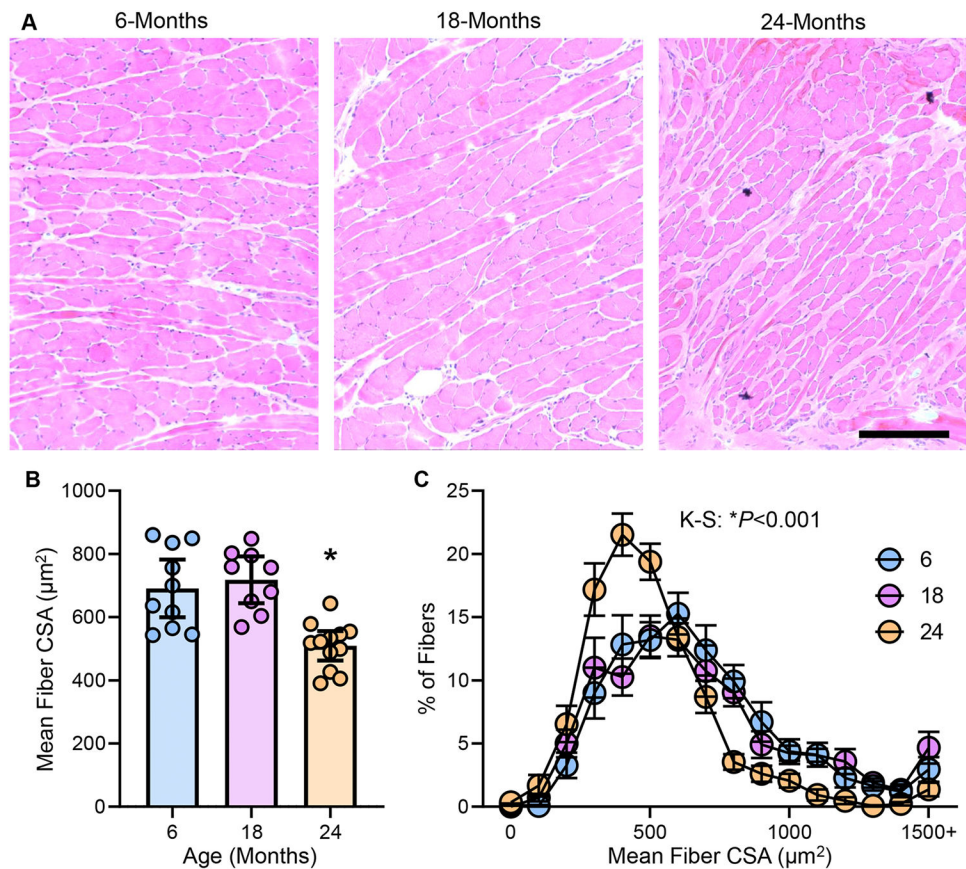 A
6-Months
18-Months
24-Months
B
1000
800
600
400
200
0
Mean Fiber CSA (µm²)
*
6
18
24
Age (Months)
C
25
20
15
10
5
0
% of Fibers
K-S: *P<0.001
6
18
24
0
500
1000
1500+
Mean Fiber CSA (µm²)